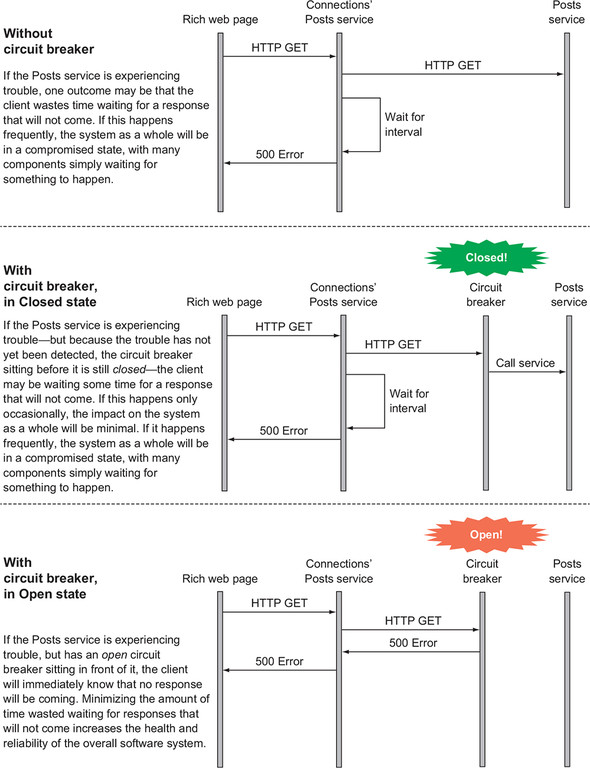 Without
circuit breaker
If the Posts service is experiencing
trouble, one outcome may be that the
client wastes time waiting for a response
that will not come. If this happens
frequently, the system as a whole will be
in a compromised state, with many
components simply waiting for
something to happen.
Rich web page
Connections’
Posts service
Posts
service
HTTP GET
HTTP GET
Wait for
interval
500 Error
With
circuit breaker,
in Closed state
If the Posts service is experiencing
trouble—but because the trouble has not
yet been detected, the circuit breaker
sitting before it is still closed—the client
may be waiting some time for a response
that will not come. If this happens only
occasionally, the impact on the system
as a whole will be minimal. If it happens
frequently, the system as a whole will be
in a compromised state, with many
components simply waiting for
something to happen.
Closed!
Rich web page
Connections’
Posts service
Circuit
breaker
Posts
service
HTTP GET
HTTP GET
Call service
Wait for
interval
500 Error
With
circuit breaker,
in Open state
If the Posts service is experiencing
trouble, but has an open circuit
breaker sitting in front of it, the client
will immediately know that no response
will be coming. Minimizing the amount of
time wasted waiting for responses that
will not come increases the health and
reliability of the overall software system.
Open!
Rich web page
Connections’
Posts service
Circuit
breaker
Posts
service
HTTP GET
HTTP GET
500 Error
500 Error